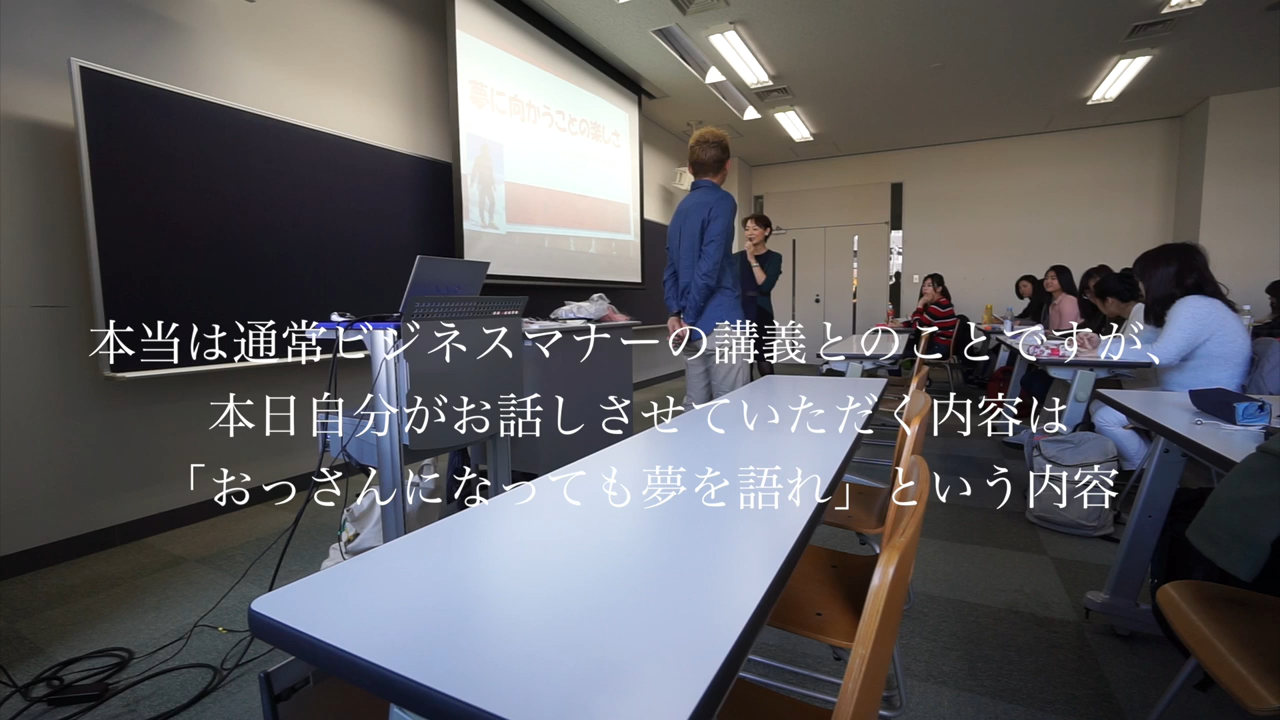 夢に向かうことの楽しさ
本当は通常ビジネスマナーの講義とのことですが、
本日自分がお話しさせていただく内容は
「おっさんになっても夢を語れ」という内容